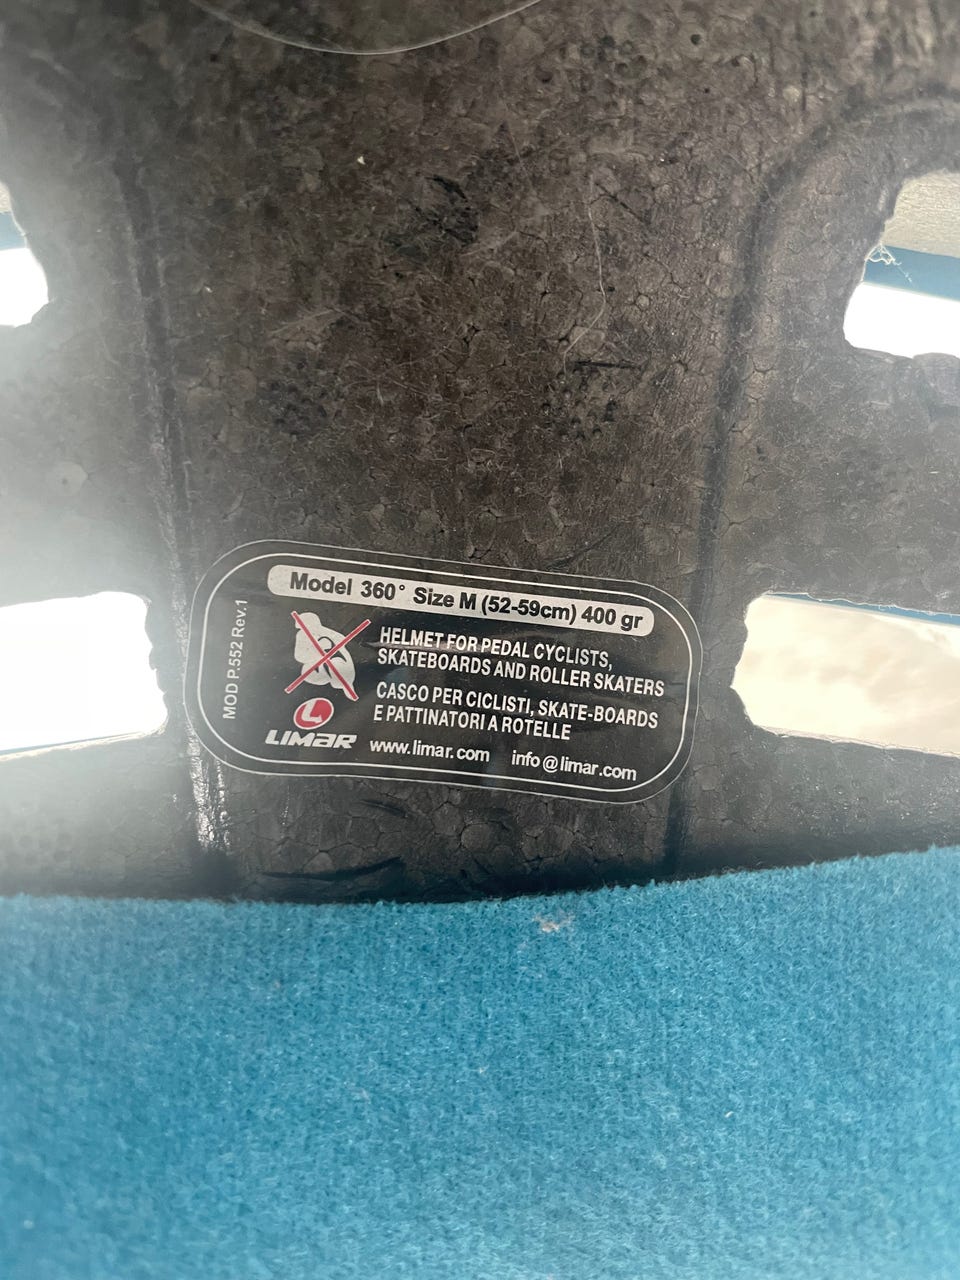 Model 360° Size M (52-59cm) 400 gr
MOD P.552 Rev.1
HELMET FOR PEDAL CYCLISTS,
SKATEBOARDS AND ROLLER SKATERS
CASCO PER CICLISTI, SKATE-BOARDS
E PATTINATORI A ROTELLE
LIMAR www.limar.com info@limar.com